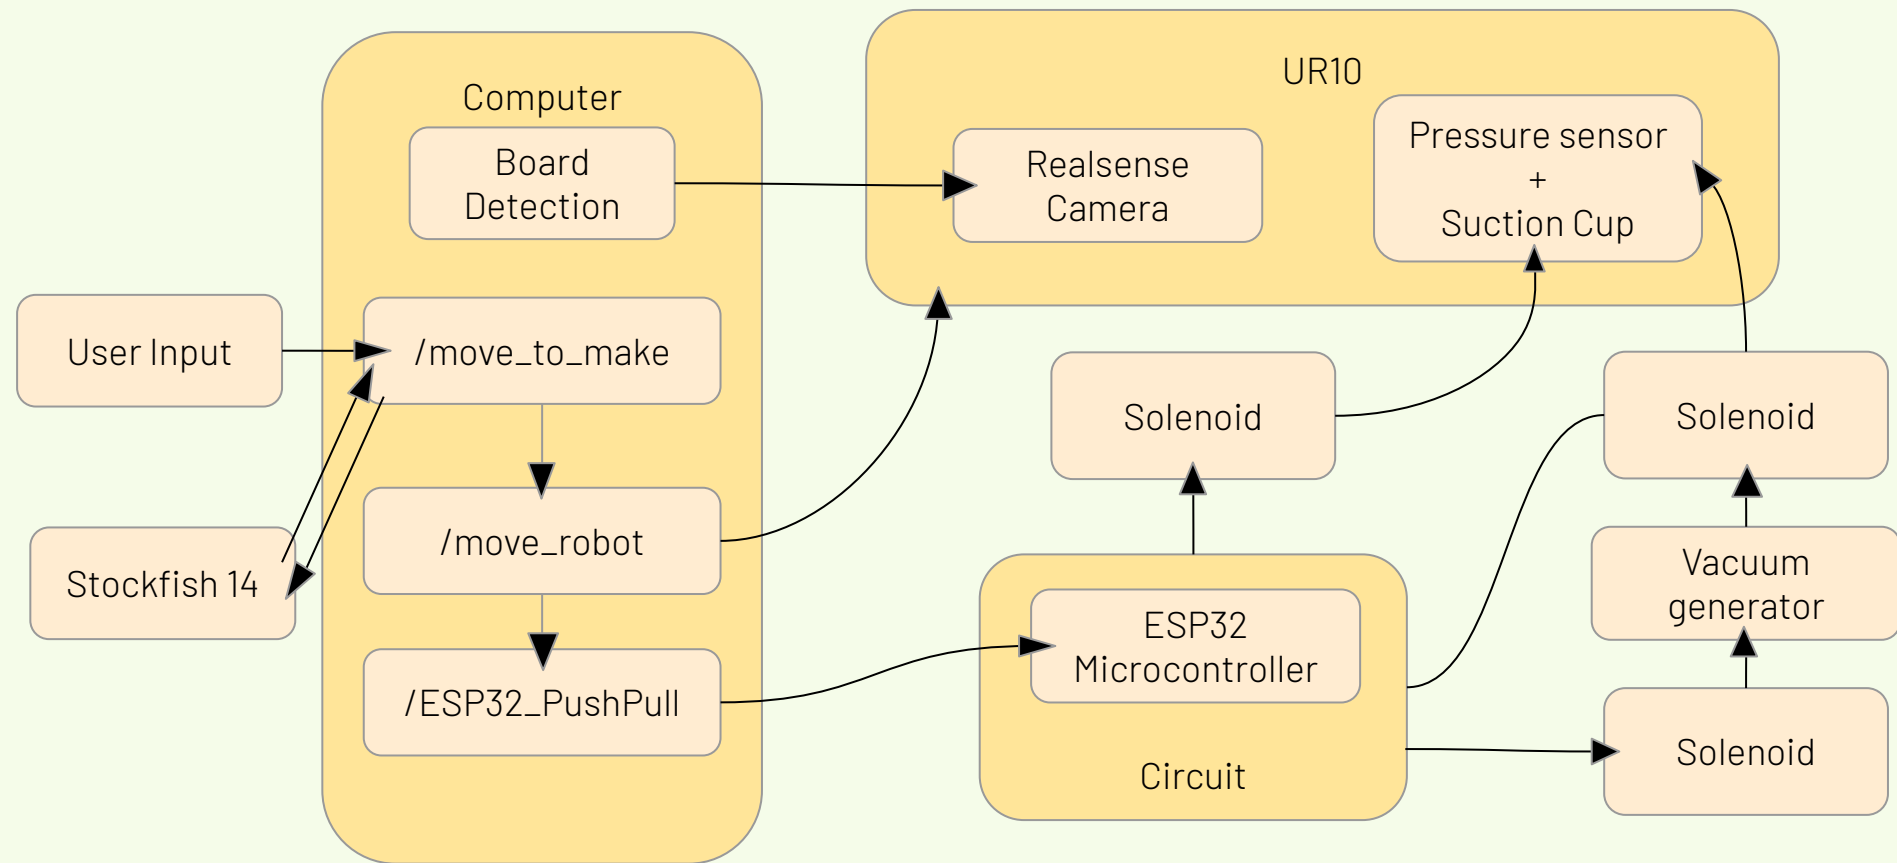 Computer
Board
Detection
User Input
/move_to_make
/move_robot
Stockfish 14
/ESP32_PushPull
UR10
Realsense
Camera
Pressure sensor
+
Suction Cup
Solenoid
Solenoid
ESP32
Microcontroller
Circuit
Vacuum
generator
Solenoid